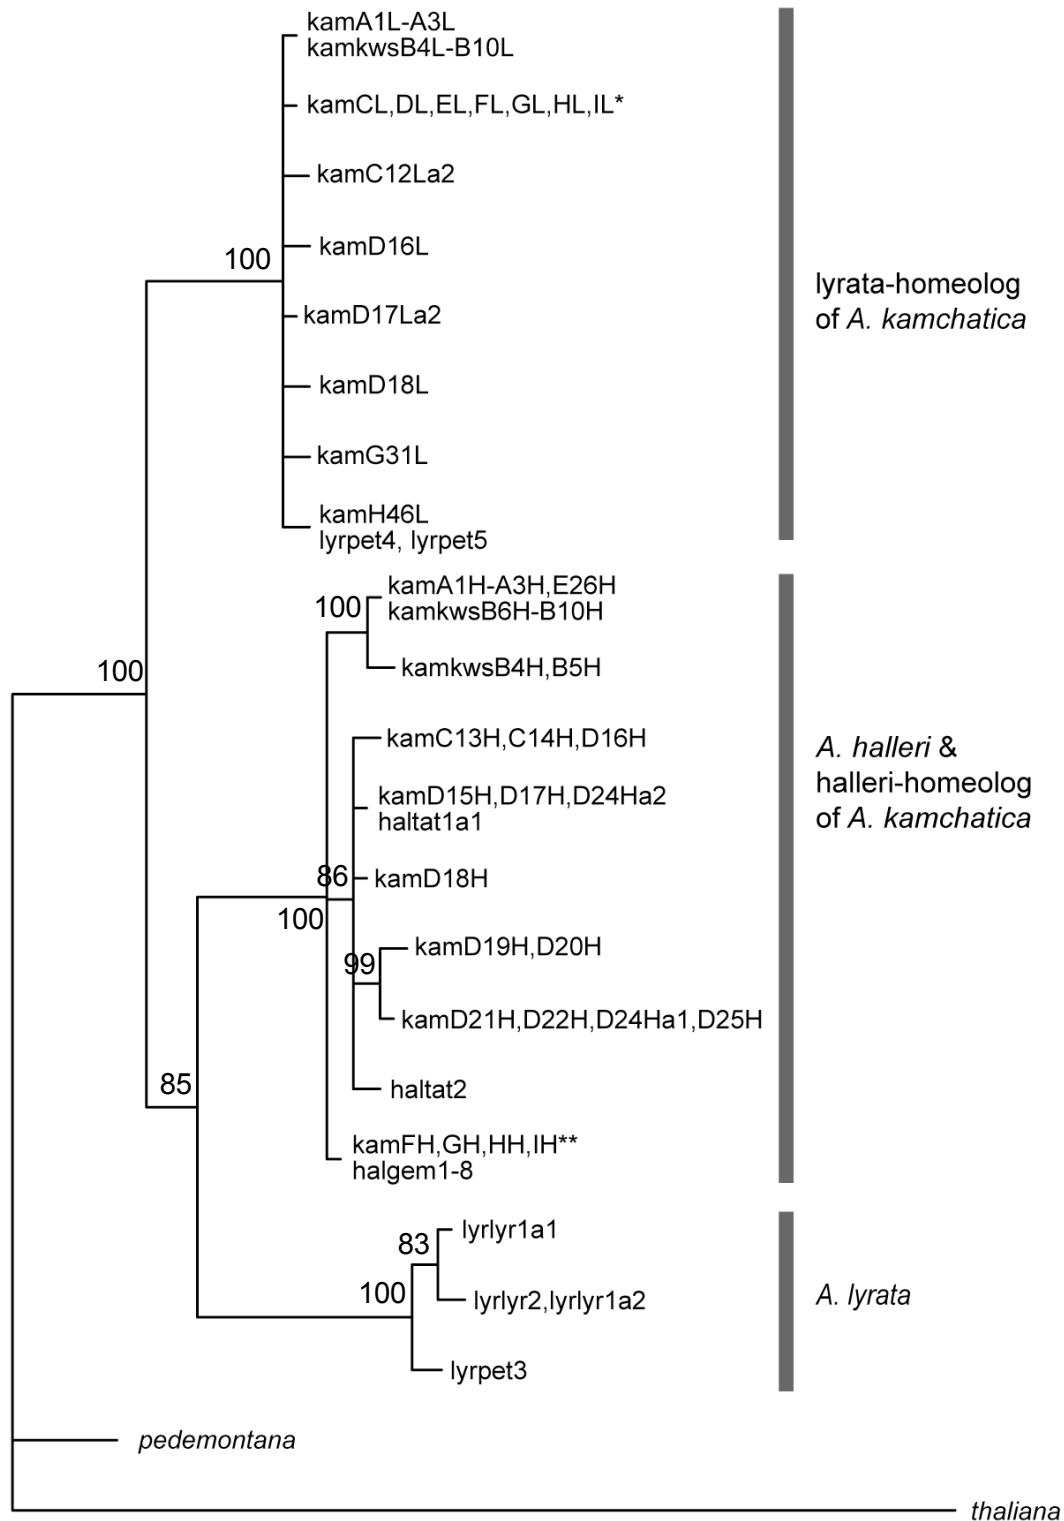 kamA1L-A3L
kamkwsB4L-B10L
kamCL,DL,EL,FL,GL,HL,IL*
kamC12La2
kamD16L
100
kamD17La2
lyrata-homeolog
of A. kamchatica
kamD18L
kamG31L
kamH46L
lyrpet4, lyrpet5
kamA1H-A3H,E26H
kamkwsB6H-B10H
100
kamkwsB4H,B5H
100
kamC13H,C14H,D16H
A. halleri &
halleri-homeolog
of A. kamchatica
kamD15H,D17H,D24Ha2
haltat1a1
86
kamD18H
100
kamD19H,D20H
99
kamD21H,D22H,D24Ha1,D25H
85
haltat2
kamFH,GH,HH,IH**
halgem1-8
lyrlyr1a1
83
100
lyrlyr2,lyrlyr1a2
A. lyrata
lyrpet3
pedemontana
thaliana